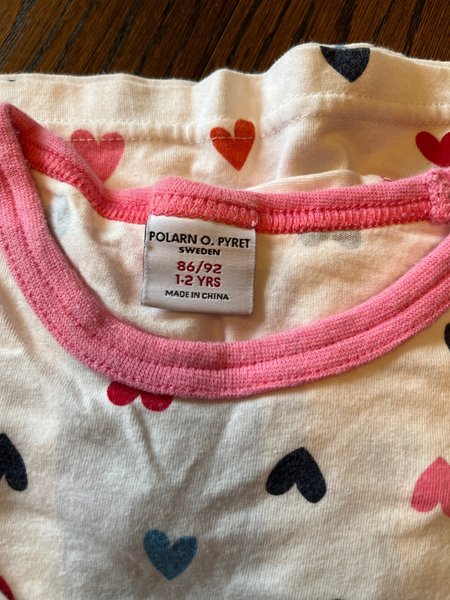 POLARN O. PYRET
SWEDEN
86/92
1-2 YRS
MADE IN CHINA